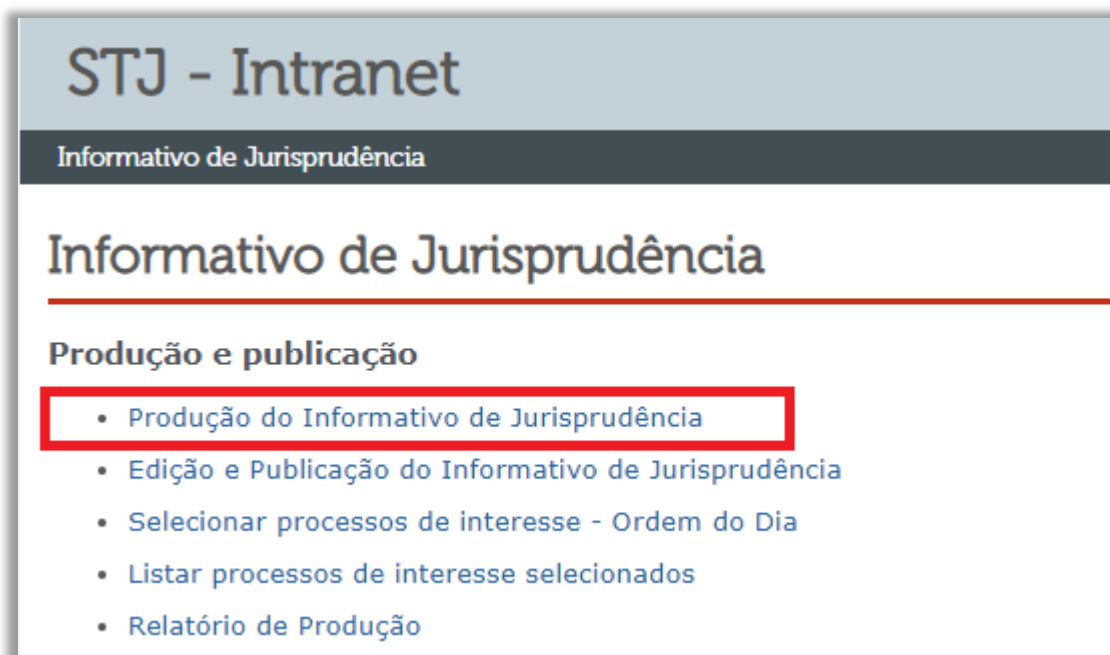 STJ - Intranet
Informativo de Jurisprudência
Informativo de Jurisprudência
Produção e publicação
• Produção do Informativo de Jurisprudência
• Edição e Publicação do Informativo de Jurisprudência
• Selecionar processos de interesse - Ordem do Dia
• Listar processos de interesse selecionados
• Relatório de Produção